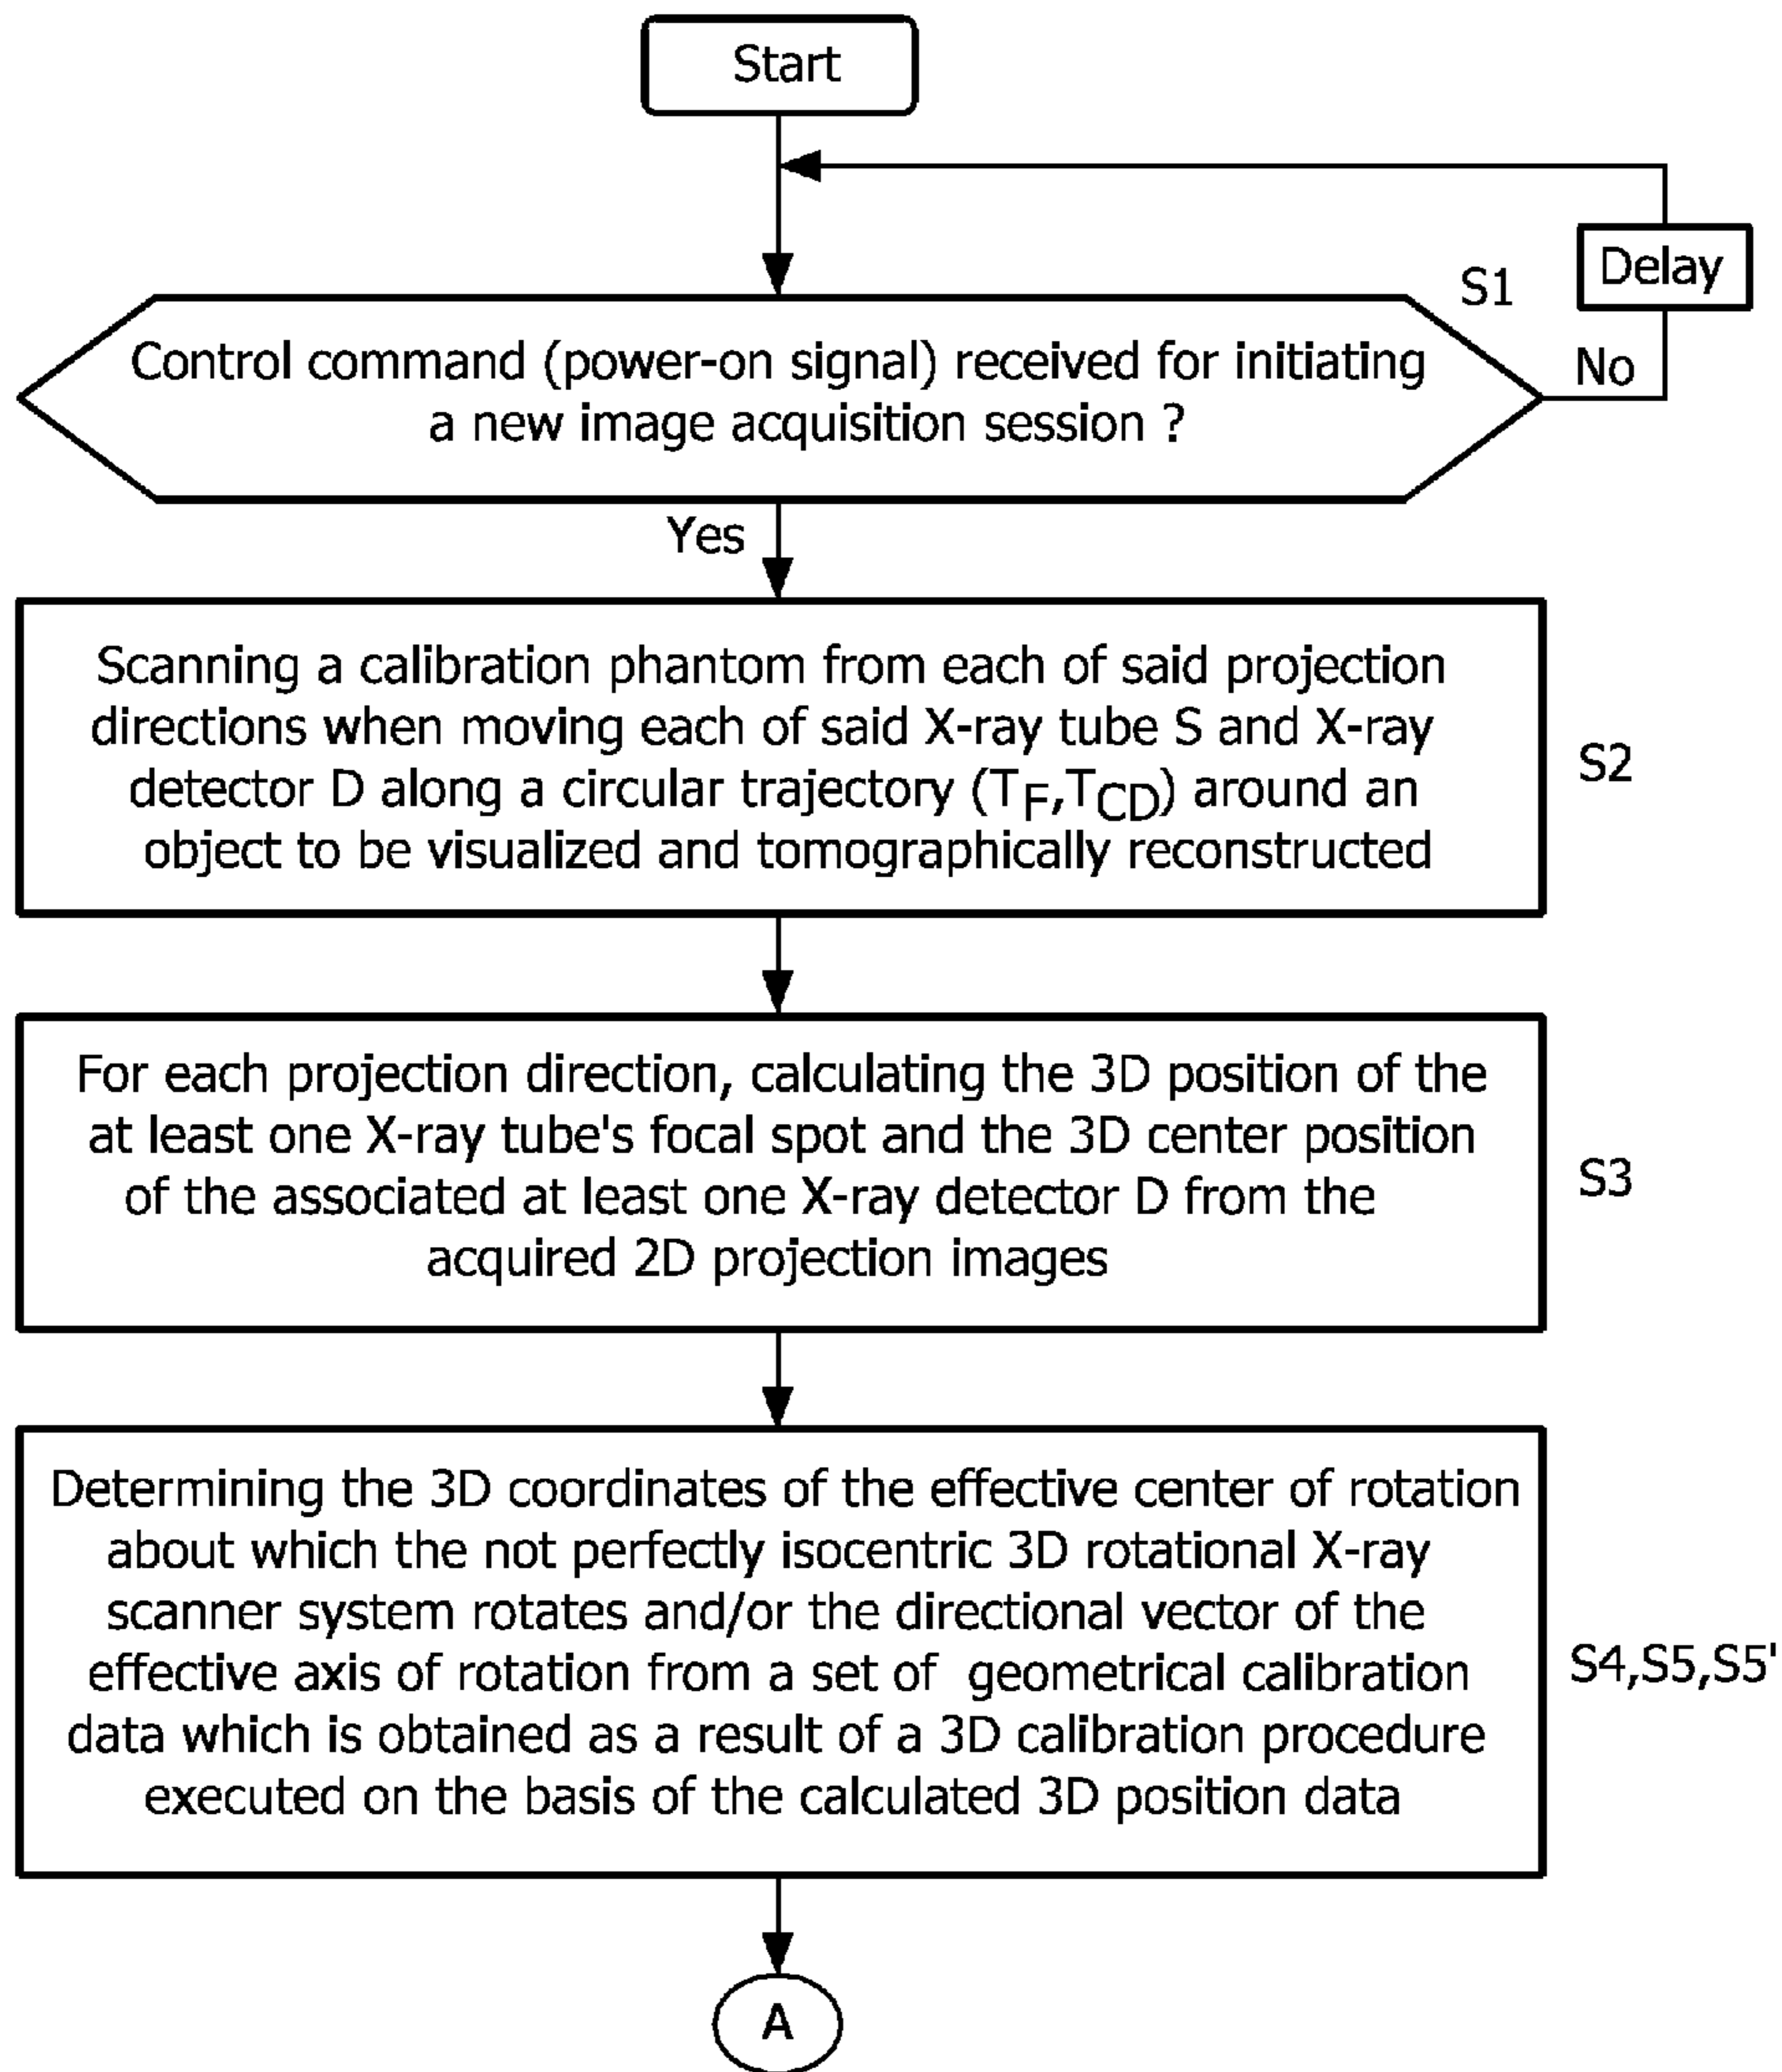 Start
Delay
S1
Control command (power-on signal) received for initiating
a new image acquisition session ?
No
Yes
Scanning a calibration phantom from each of said projection
directions when moving each of said X-ray tube S and X-ray
detector D along a circular trajectory (TF,TCD) around an
object to be visualized and tomographically reconstructed
S2
For each projection direction, calculating the 3D position of the
at least one X-ray tube's focal spot and the 3D center position
of the associated at least one X-ray detector D from the
acquired 2D projection images
S3
Determining the 3D coordinates of the effective center of rotation
about which the not perfectly isocentric 3D rotational X-ray
scanner system rotates and/or the directional vector of the
effective axis of rotation from a set of geometrical calibration
data which is obtained as a result of a 3D calibration procedure
executed on the basis of the calculated 3D position data
S4,S5,S5'
A